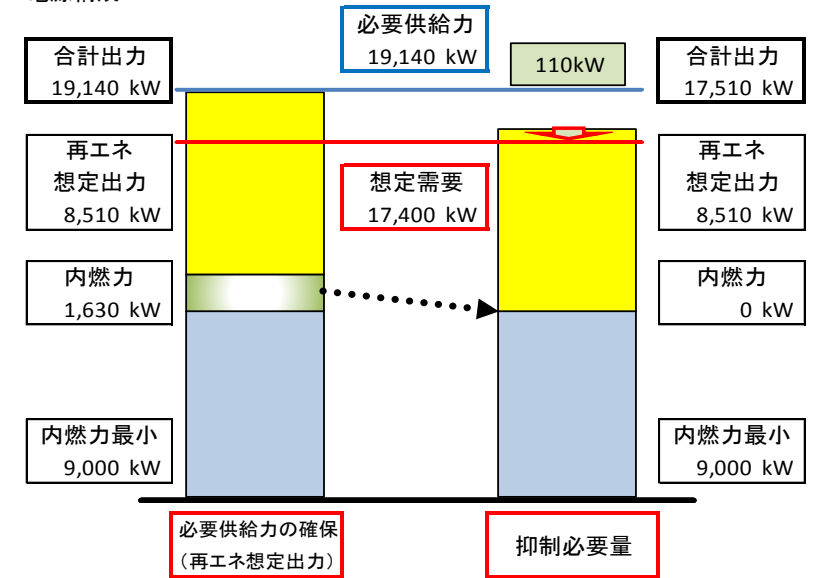 必要供給力
19,140 kW
110kW
合計出力
19,140 kW
合計出力
17,510 kW
再エネ
想定出力
8,510 kW
想定需要
17,400 kW
再エネ
想定出力
8,510 kW
内燃力
1,630 kW
内燃力
0 kW
内燃力最小
9,000 kW
内燃力最小
9,000 kW
必要供給力の確保
（再エネ想定出力）
抑制必要量